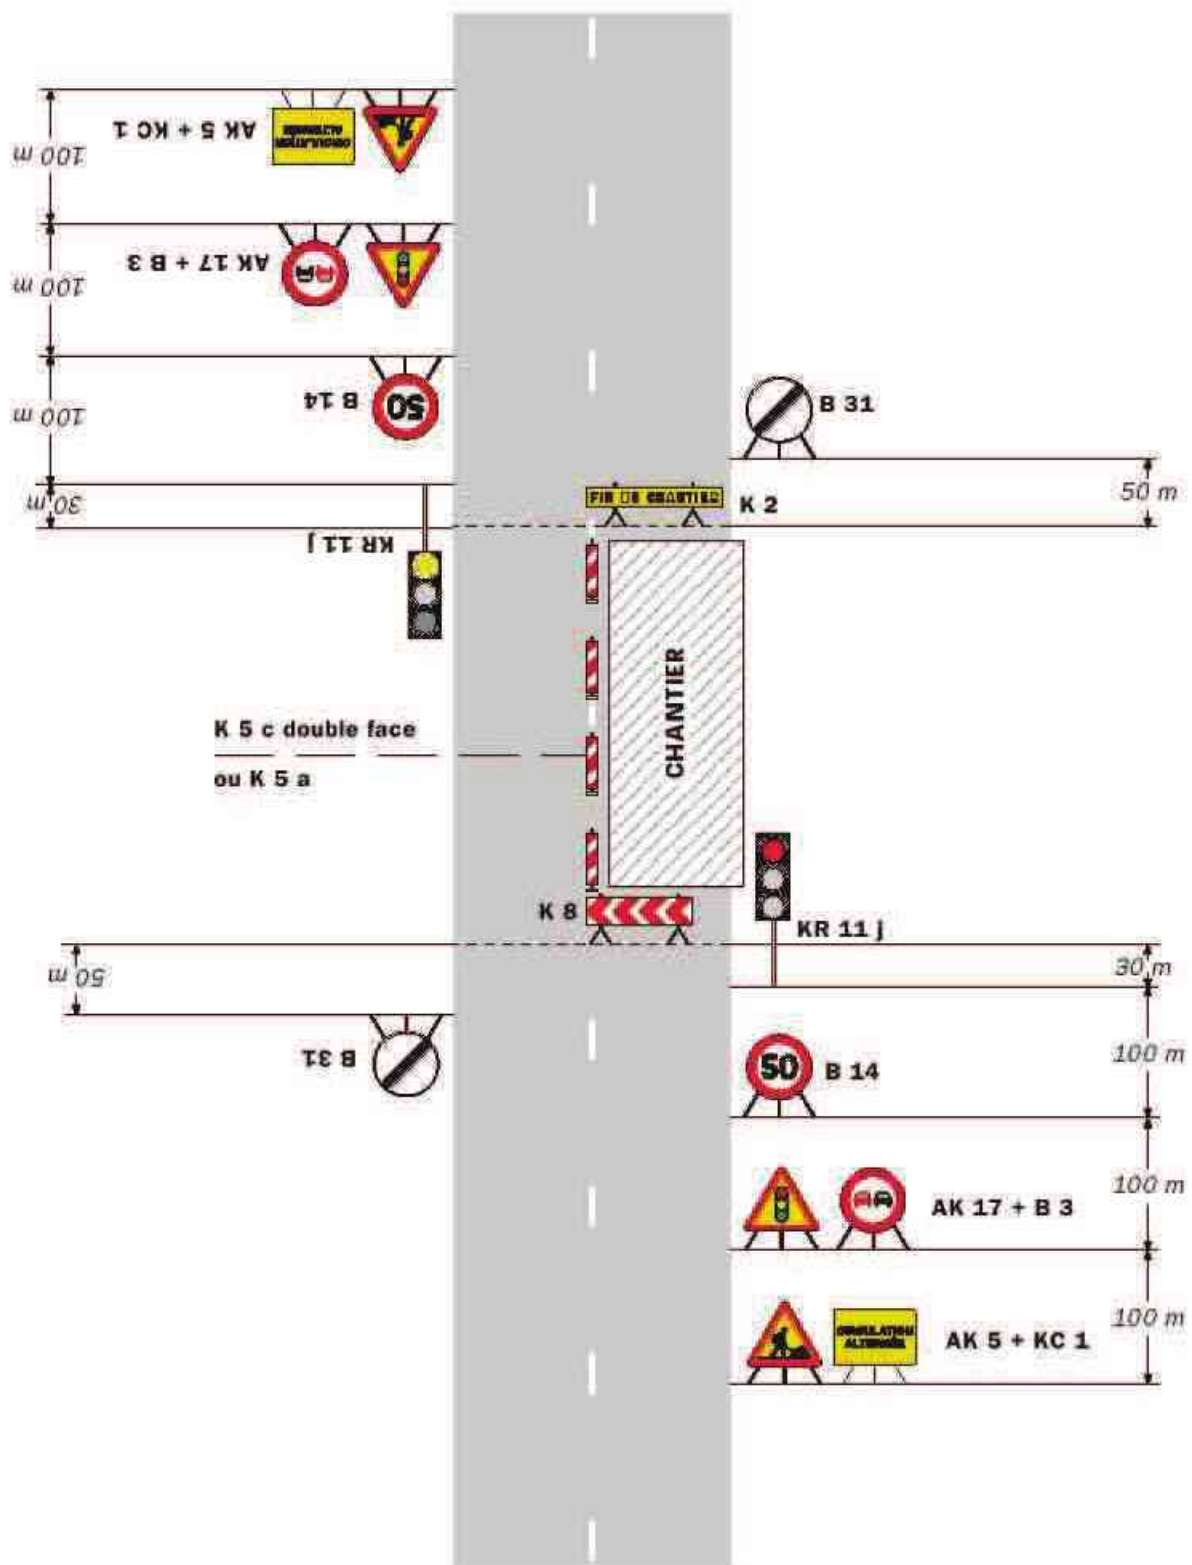 AK 5 + KC 1
100 m
CIRCULATION
ALTERNÉE
AK 17 + B 3
100 m
B 14
50
100 m
30 m
KR 11 j
B 31
50 m
FIN DE CHANTIER
K 2
CHANTIER
K 5 c double face
ou K 5 a
K 8
KR 11 j
30 m
50 m
B 31
50
B 14
100 m
AK 17 + B 3
100 m
CIRCULATION
ALTERNÉE
AK 5 + KC 1
100 m